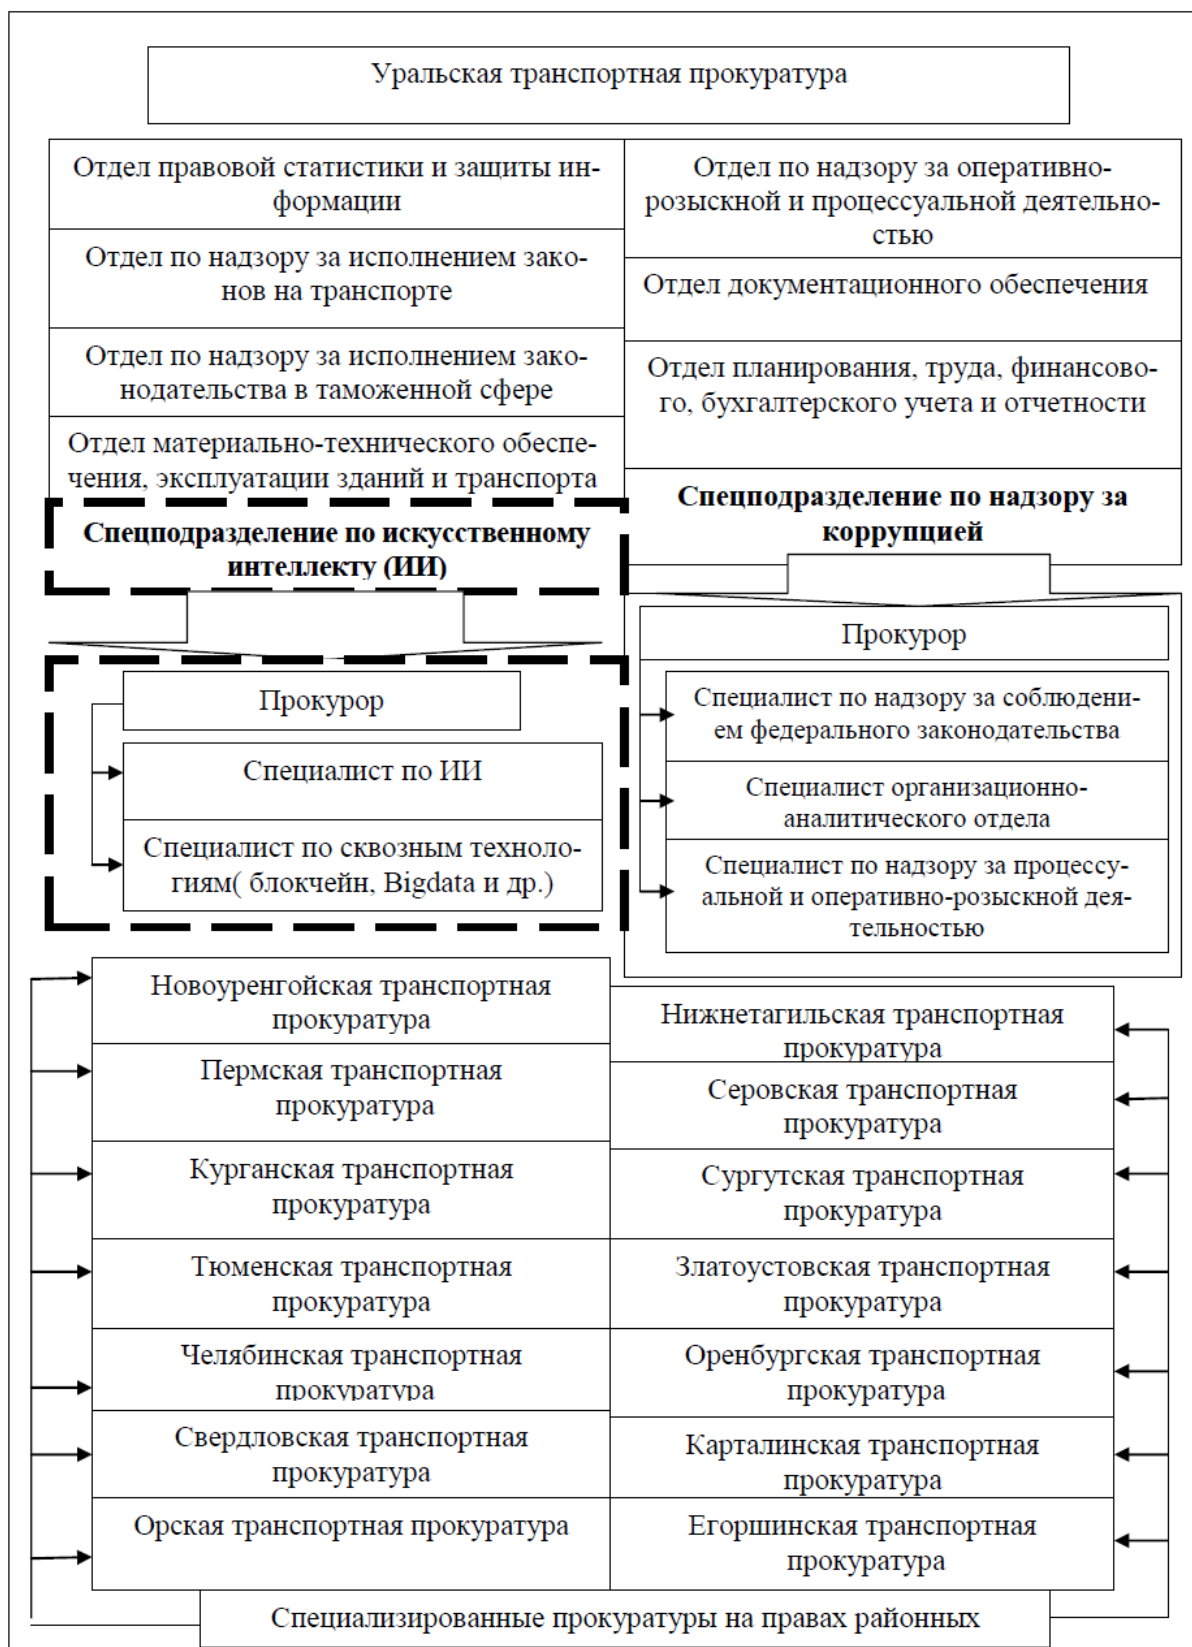 Уральская транспортная прокуратура
Отдел правовой статистики и защиты ин-
формации
Отдел по надзору за исполнением зако-
нов на транспорте
Отдел по надзору за исполнением зако-
нодательства в таможенной сфере
Отдел материально-технического обеспе-
чения, эксплуатации зданий и транспорта
Спецподразделение по искусственному
интеллекту (ИИ)
Отдел по надзору за оперативно-
розыскной и процессуальной деятельно-
стью
Отдел документационного обеспечения
Отдел планирования, труда, финансово-
го, бухгалтерского учета и отчетности
Спецподразделение по надзору за
коррупцией
Прокурор
Специалист по ИИ
Специалист по сквозным техноло-
гиям( блокчейн, Bigdata и др.)
Прокурор
Специалист по надзору за соблюдени-
ем федерального законодательства
Специалист организационно-
аналитического отдела
Специалист по надзору за процессу-
альной и оперативно-розыскной дея-
тельностью
Новоуренгойская транспортная
прокуратура
Пермская транспортная
прокуратура
Курганская транспортная
прокуратура
Тюменская транспортная
прокуратура
Челябинская транспортная
прокуратура
Свердловская транспортная
прокуратура
Орская транспортная прокуратура
Нижнетагильская транспортная
прокуратура
Серовская транспортная
прокуратура
Сургутская транспортная
прокуратура
Златоустовская транспортная
прокуратура
Оренбургская транспортная
прокуратура
Карталинская транспортная
прокуратура
Егоршинская транспортная
прокуратура
Специализированные прокуратуры на правах районных